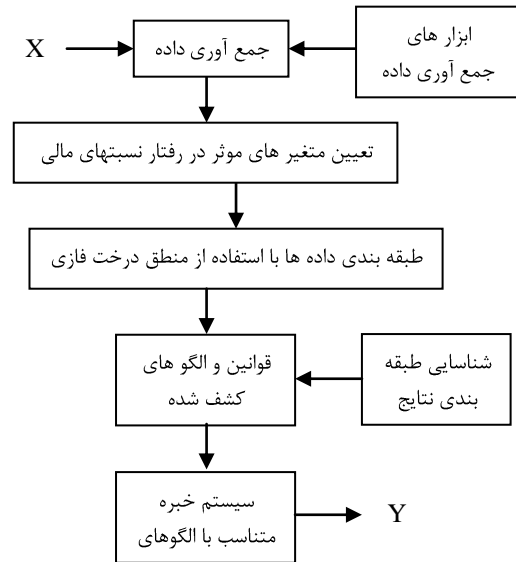 ابزار های
جمع آوری داده
جمع آوری داده
X
تعیین متغیر های موثر در رفتار نسبتهای مالی
طبقه بندی داده ها با استفاده از منطق درخت فازی
شناسایی طبقه
بندی نتایج
قوانین و الگو های
کشف شده
سیستم خبره
متناسب با الگوهای
Y